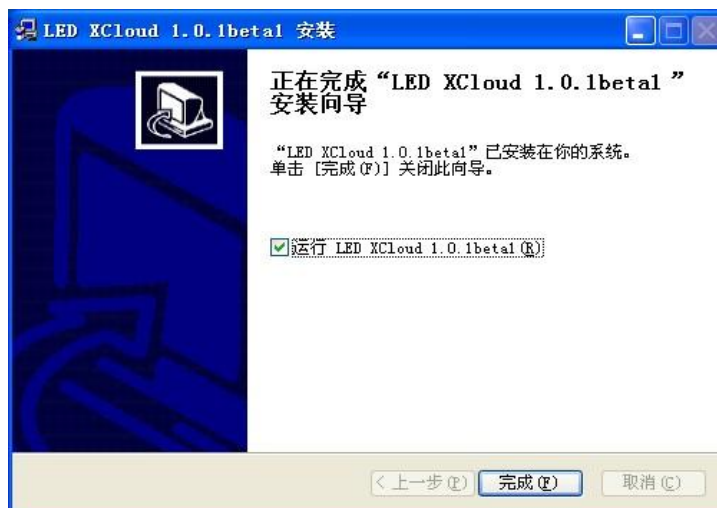 LED XCloud 1.0.1beta1 安装
正在完成“LED XCloud 1.0.1beta1 ”
安装向导
“LED XCloud 1.0.1beta1”已安装在你的系统。
单击 [完成(F)] 关闭此向导。
运行 LED XCloud 1.0.1beta1(R)
< 上一步(P) 完成(F) 取消(C)